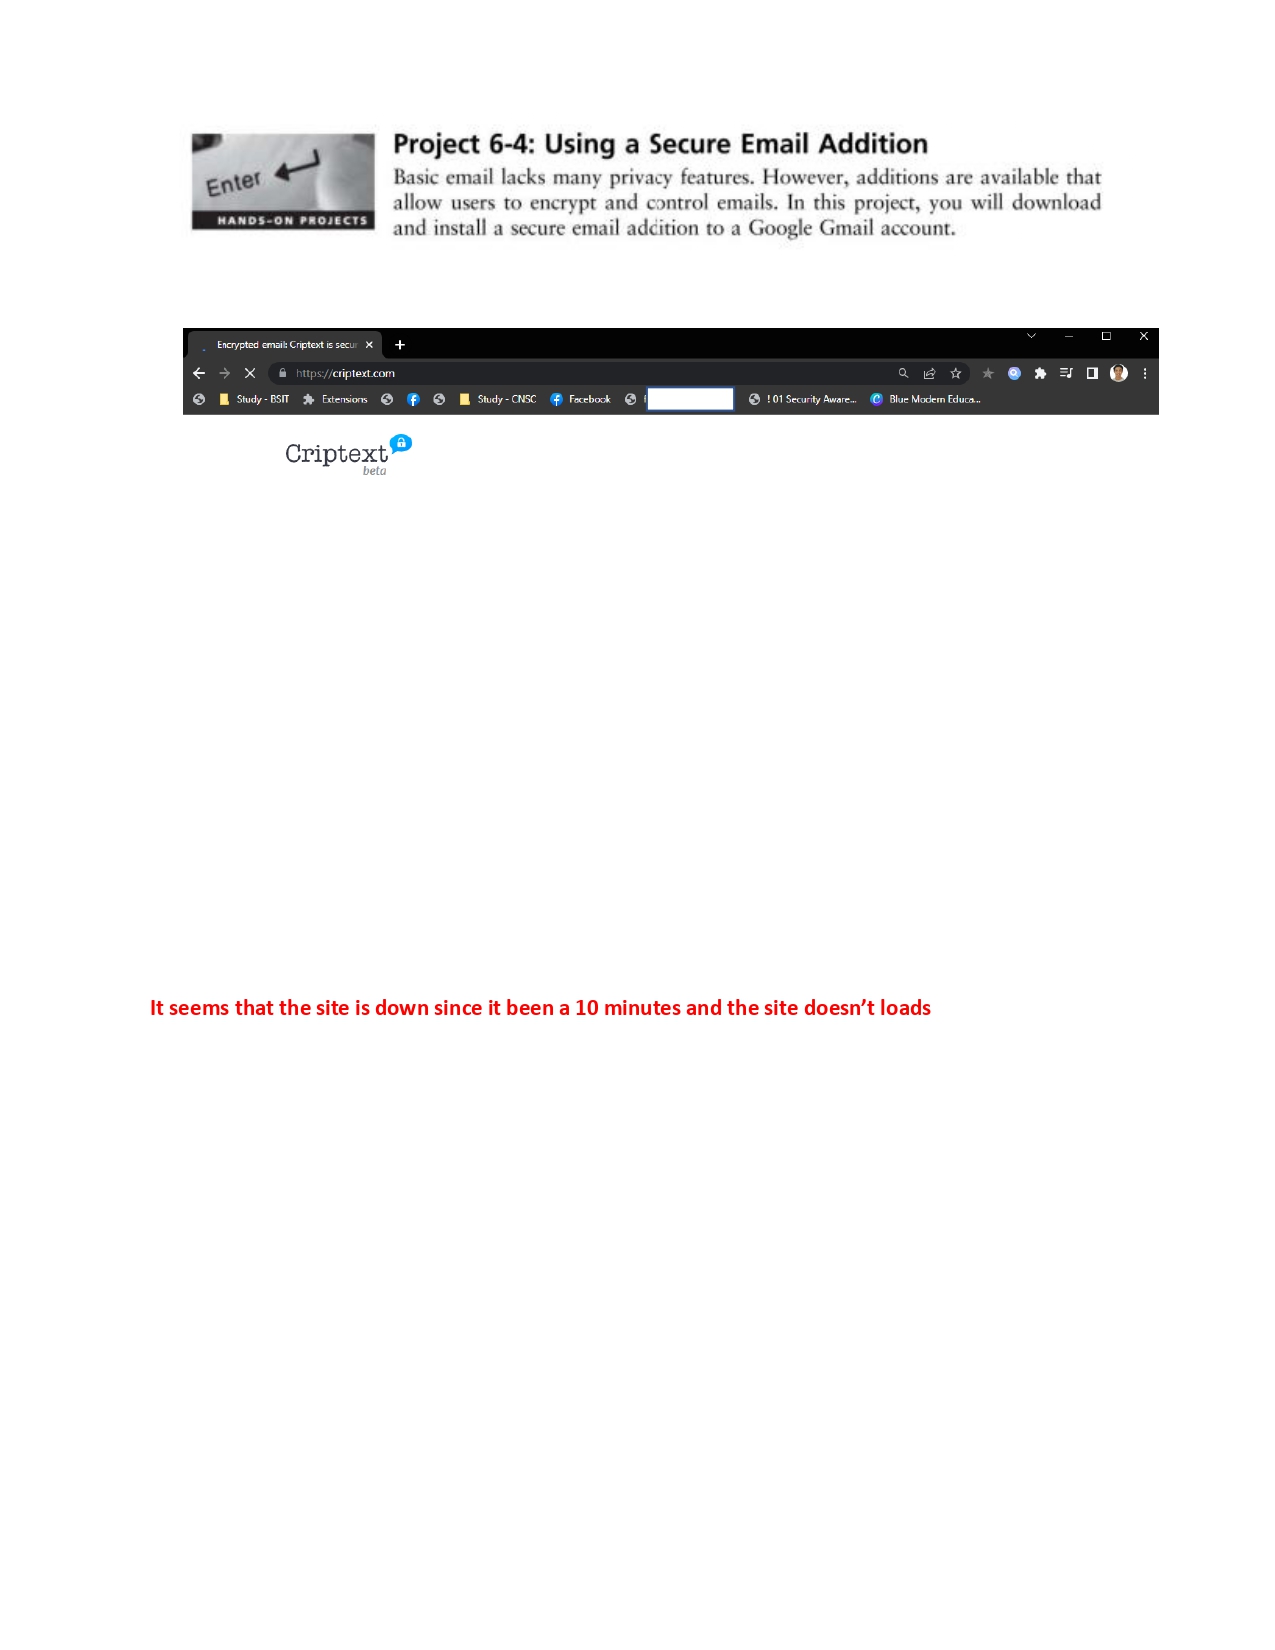 Project 6-4: Using a Secure Email Addition
Enter
HANDS-ON PROJECTS
Basic email lacks many privacy features. However, additions are available that
allow users to encrypt and control emails. In this project, you will download
and install a secure email addition to a Google Gmail account.
Encrypted email: Criptext is secur
https://criptext.com
Study - BSIT Extensions Study - CNSC Facebook f ! 01 Security Aware... Blue Modern Educa...
Criptext
beta
It seems that the site is down since it been a 10 minutes and the site doesn't loads